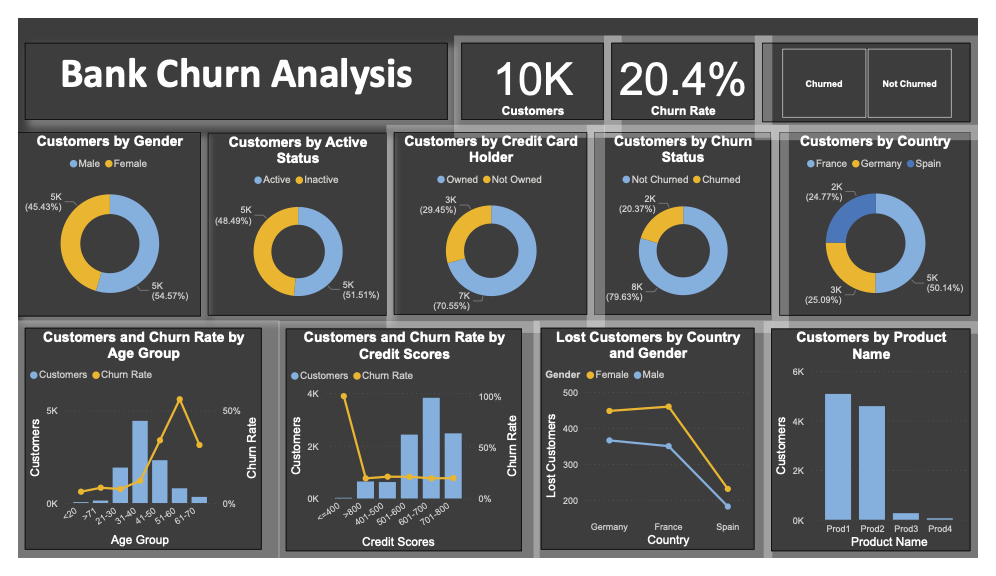 Bank Churn Analysis
10K
Customers
20.4%
Churn Rate
Churned
Not Churned
Customers by Gender
Male Female
5K
(45.43%)
5K
(54.57%)
Customers by Active
Status
Active Inactive
5K
(48.49%)
5K
(51.51%)
Customers by Credit Card
Holder
Owned Not Owned
3K
(29.45%)
7K
(70.55%)
Customers by Churn
Status
Not Churned Churned
2K
(20.37%)
8K
(79.63%)
Customers by Country
France Germany Spain
2K
(24.77%)
3K
(25.09%)
5K
(50.14%)
Customers and Churn Rate by
Age Group
Customers Churn Rate
Customers
5K
0K
50%
0%
Churn Rate
<20 >71 21-30 31-40 41-50 51-60 61-70
Age Group
Customers and Churn Rate by
Credit Scores
Customers Churn Rate
Customers
4K
2K
0K
100%
50%
0%
Churn Rate
<=400 >800 401-500 501-600 601-700 701-800
Credit Scores
Lost Customers by Country
and Gender
Gender Female Male
Lost Customers
500
400
300
200
Germany France Spain
Country
Customers by Product
Name
Customers
6K
4K
2K
0K
Prod1 Prod2 Prod3 Prod4
Product Name